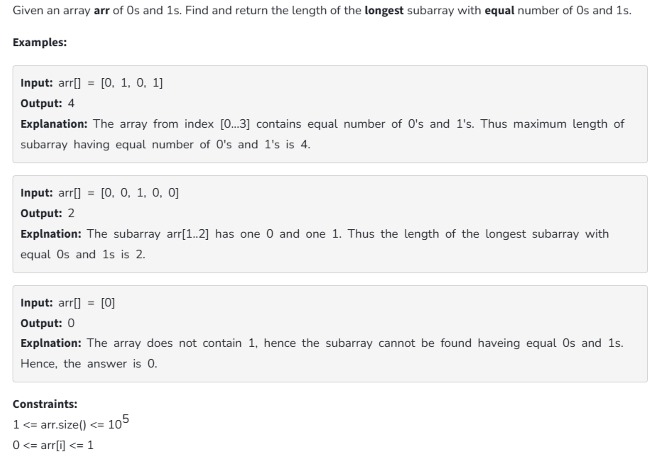 Given an array arr of 0s and 1s. Find and return the length of the longest subarray with equal number of 0s and 1s.
Examples:
Input: arr[] = [0, 1, 0, 1]
Output: 4
Explanation: The array from index [0...3] contains equal number of 0's and 1's. Thus maximum length of
subarray having equal number of 0's and 1's is 4.
Input: arr[] = [0, 0, 1, 0, 0]
Output: 2
Explnation: The subarray arr[1..2] has one 0 and one 1. Thus the length of the longest subarray with
equal 0s and 1s is 2.
Input: arr[] = [0]
Output: 0
Explnation: The array does not contain 1, hence the subarray cannot be found haveing equal 0s and 1s.
Hence, the answer is 0.
Constraints:
1 <= arr.size() <= 10^5
0 <= arr[i] <= 1